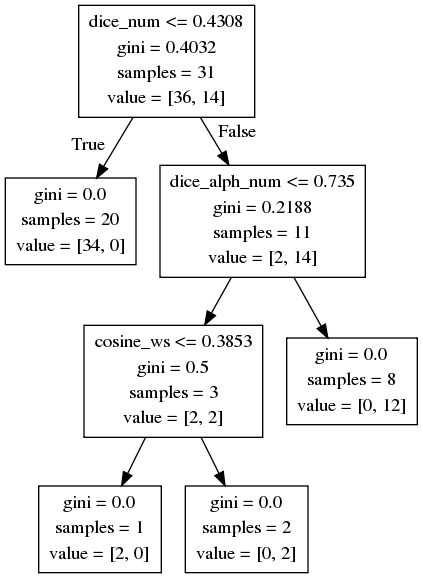 dice_num <= 0.4308
gini = 0.4032
samples = 31
value = [36, 14]
True
False
gini = 0.0
samples = 20
value = [34, 0]
dice_alph_num <= 0.735
gini = 0.2188
samples = 11
value = [2, 14]
cosine_ws <= 0.3853
gini = 0.5
samples = 3
value = [2, 2]
gini = 0.0
samples = 8
value = [0, 12]
gini = 0.0
samples = 1
value = [2, 0]
gini = 0.0
samples = 2
value = [0, 2]